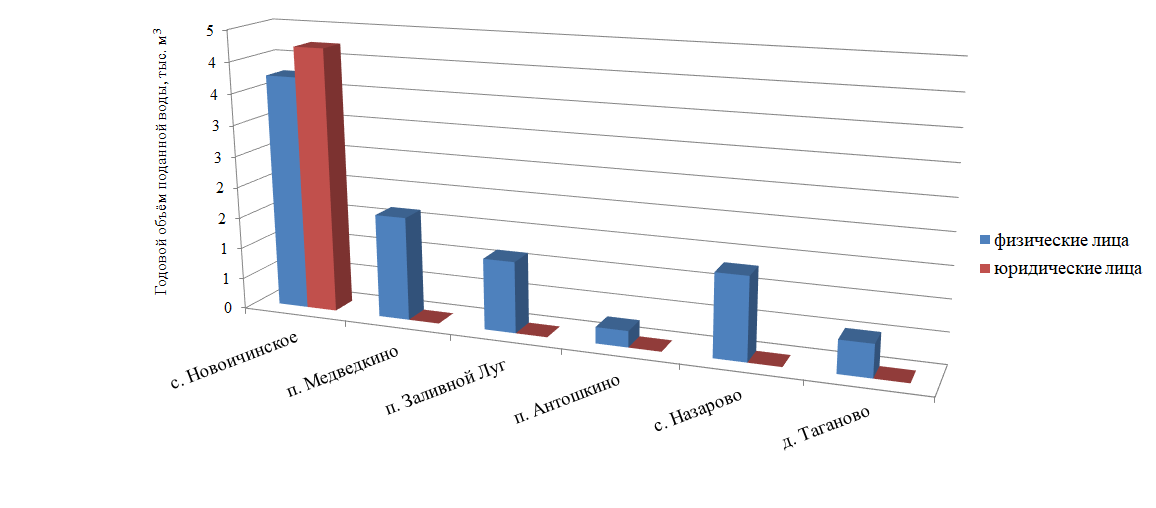 Годовой объём поданной воды, тыс. м³
5
4
4
3
3
2
2
1
1
0
с. Новоичинское
п. Медведкино
п. Заливной Луг
п. Антошкино
с. Назарово
д. Таганово
физические лица
юридические лица